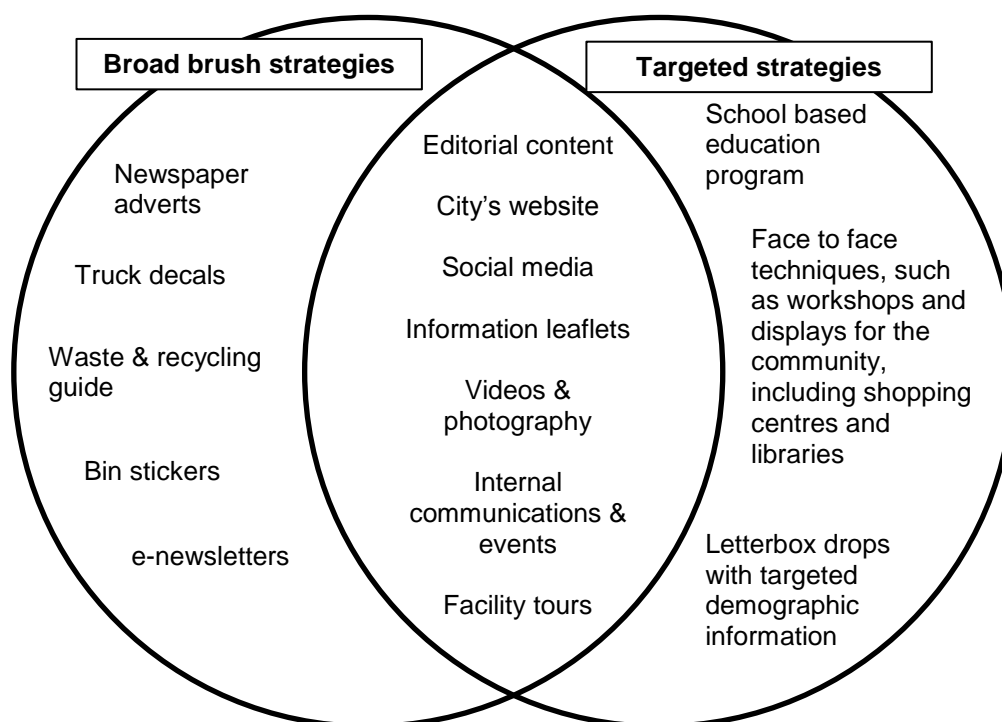 Broad brush strategies
Newspaper
adverts
Truck decals
Waste & recycling
guide
Bin stickers
e-newsletters
Editorial content
City's website
Social media
Information leaflets
Videos &
photography
Internal
communications &
events
Facility tours
Targeted strategies
School based
education
program
Face to face
techniques, such
as workshops and
displays for the
community,
including shopping
centres and
libraries
Letterbox drops
with targeted
demographic
information